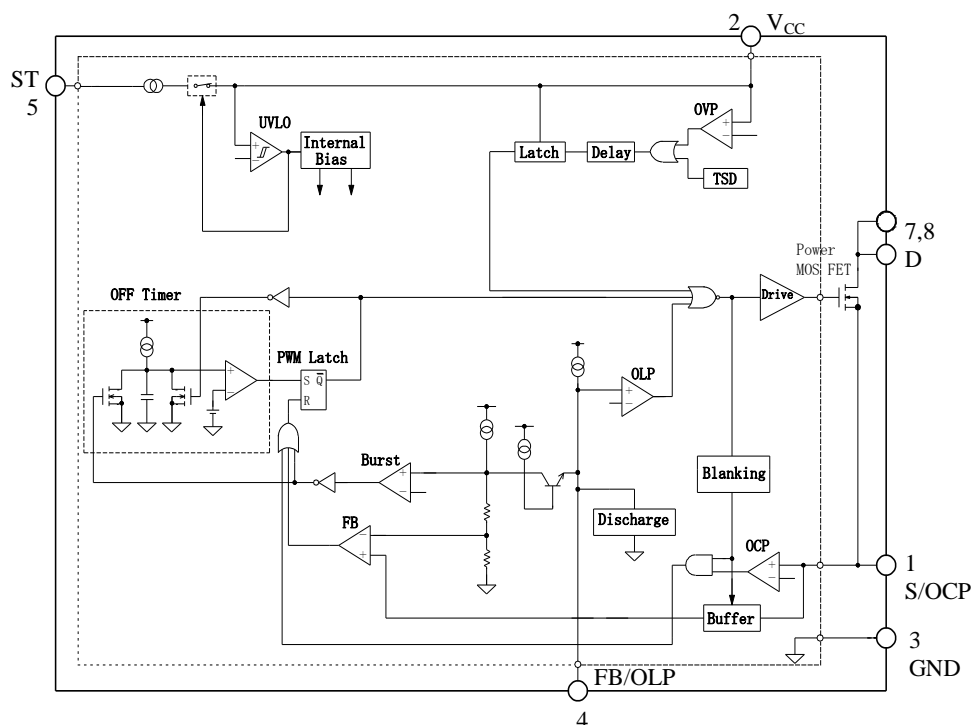 2 VCC
ST
5
OVP
UVLO
Internal
Bias
Latch
Delay
TSD
7,8
D
Power
MOS FET
OFF Timer
Drive
PWM Latch
S Q̅
R
OLP
Burst
Blanking
FB
Discharge
OCP
1
S/OCP
Buffer
3
GND
FB/OLP
4